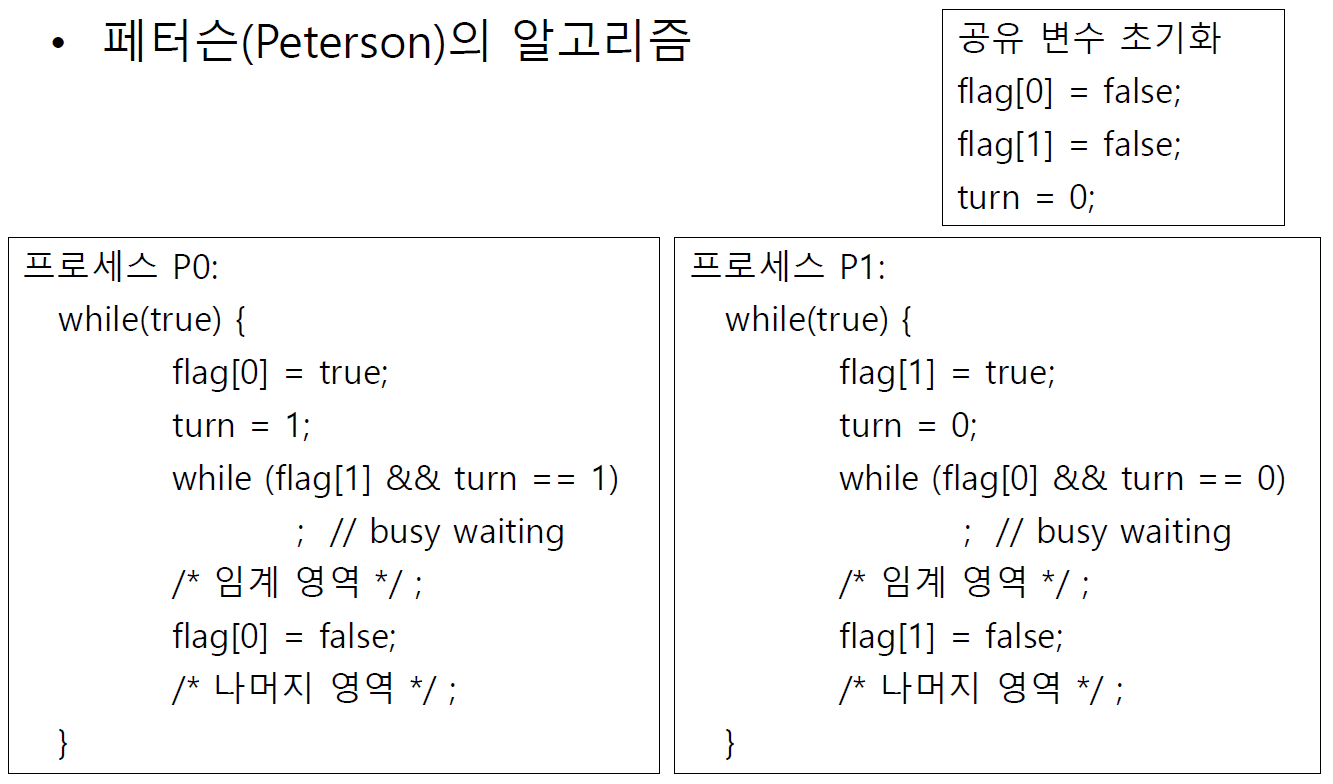 • 페터슨(Peterson)의 알고리즘
공유 변수 초기화
flag[0] = false;
flag[1] = false;
turn = 0;
프로세스 P0:
while(true) {
flag[0] = true;
turn = 1;
while (flag[1] && turn == 1)
; // busy waiting
/* 임계 영역 */ ;
flag[0] = false;
/* 나머지 영역 */ ;
}
프로세스 P1:
while(true) {
flag[1] = true;
turn = 0;
while (flag[0] && turn == 0)
; // busy waiting
/* 임계 영역 */ ;
flag[1] = false;
/* 나머지 영역 */ ;
}